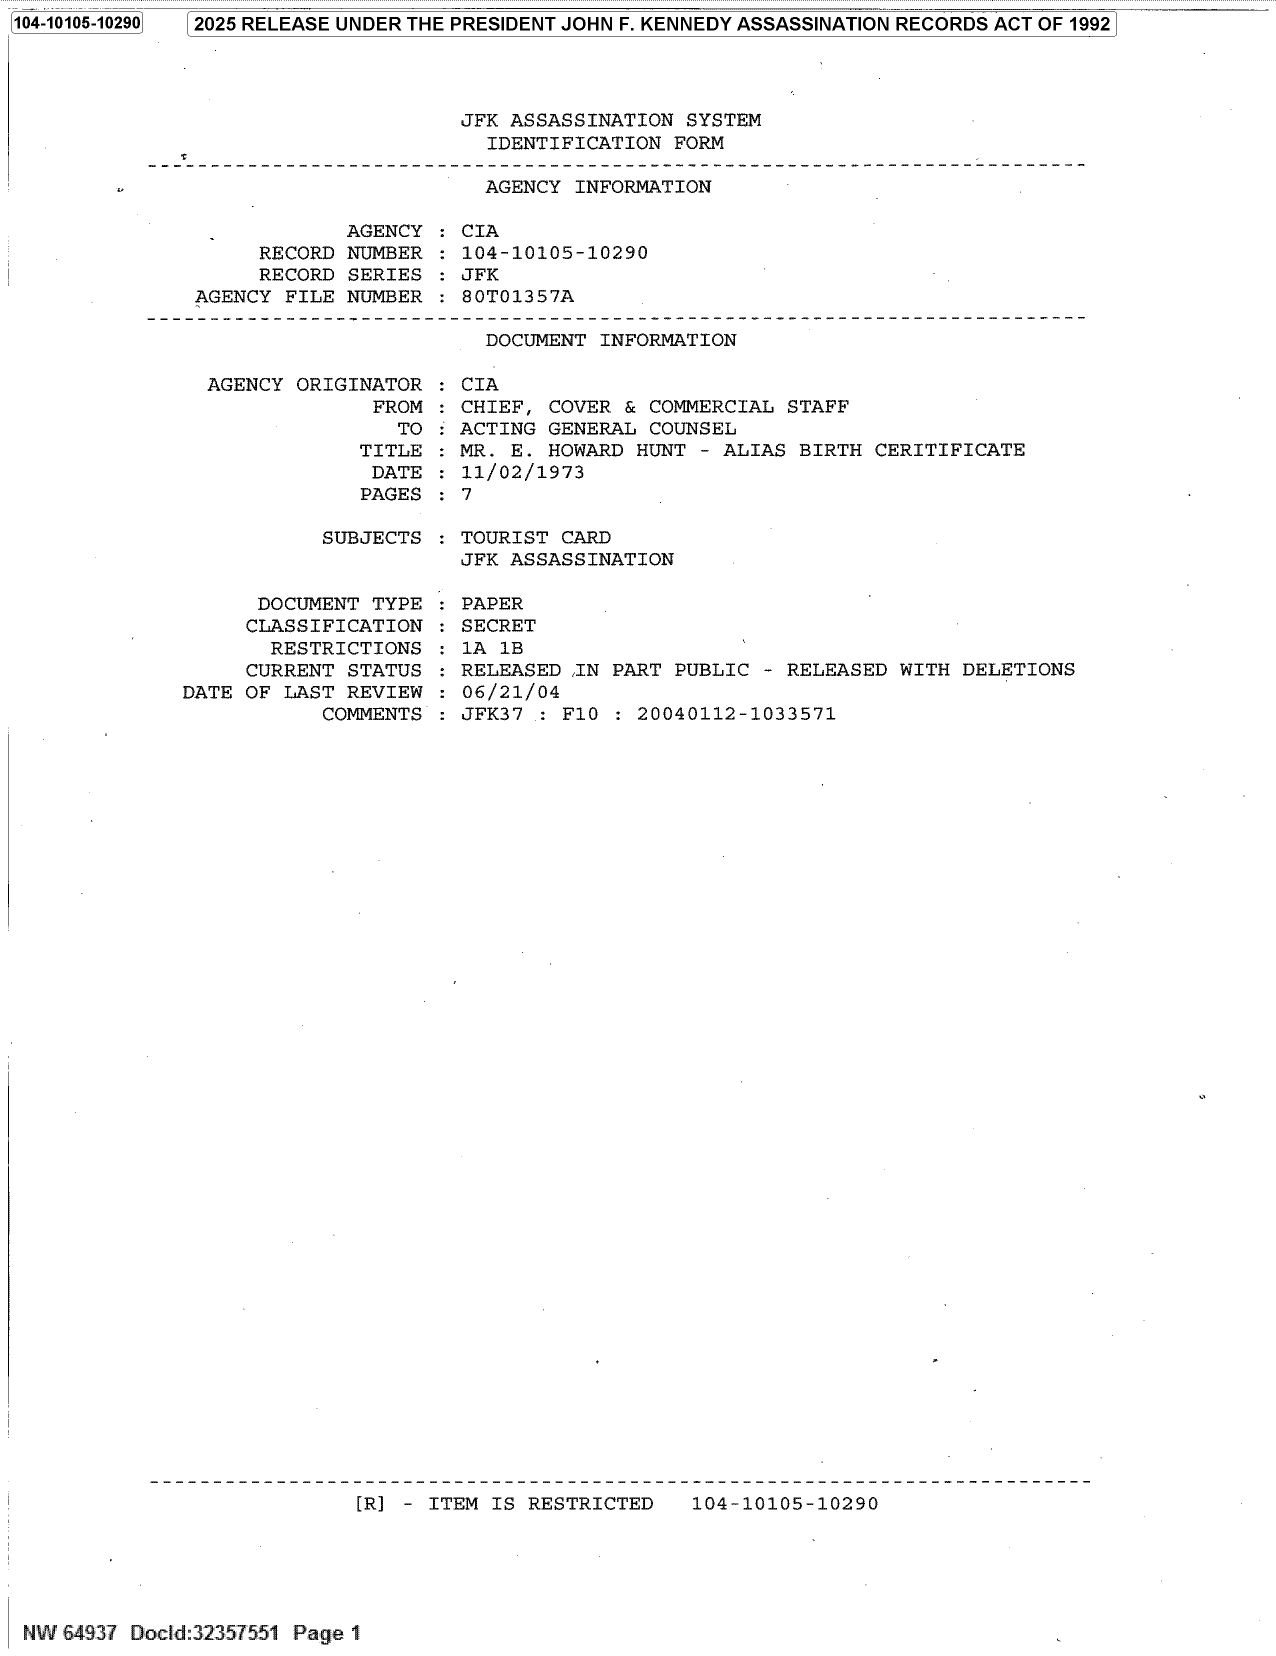 104-10105-10290 2025 RELEASE UNDER THE PRESIDENT JOHN F. KENNEDY ASSASSINATION RECORDS ACT OF 1992
JFK ASSASSINATION SYSTEM
IDENTIFICATION FORM
AGENCY INFORMATION
AGENCY : CIA
RECORD NUMBER : 104-10105-10290
RECORD SERIES : JFK
AGENCY FILE NUMBER : 80T01357A
DOCUMENT INFORMATION
AGENCY ORIGINATOR : CIA
FROM : CHIEF, COVER & COMMERCIAL STAFF
TO : ACTING GENERAL COUNSEL
TITLE : MR. E. HOWARD HUNT - ALIAS BIRTH CERITIFICATE
DATE : 11/02/1973
PAGES : 7
SUBJECTS : TOURIST CARD
JFK ASSASSINATION
DOCUMENT TYPE : PAPER
CLASSIFICATION : SECRET
RESTRICTIONS : 1A 1B
CURRENT STATUS : RELEASED IN PART PUBLIC - RELEASED WITH DELETIONS
DATE OF LAST REVIEW : 06/21/04
COMMENTS : JFK37 : F10 : 20040112-1033571
[R] - ITEM IS RESTRICTED 104-10105-10290
NW 64937 DocId:32357551 Page 1